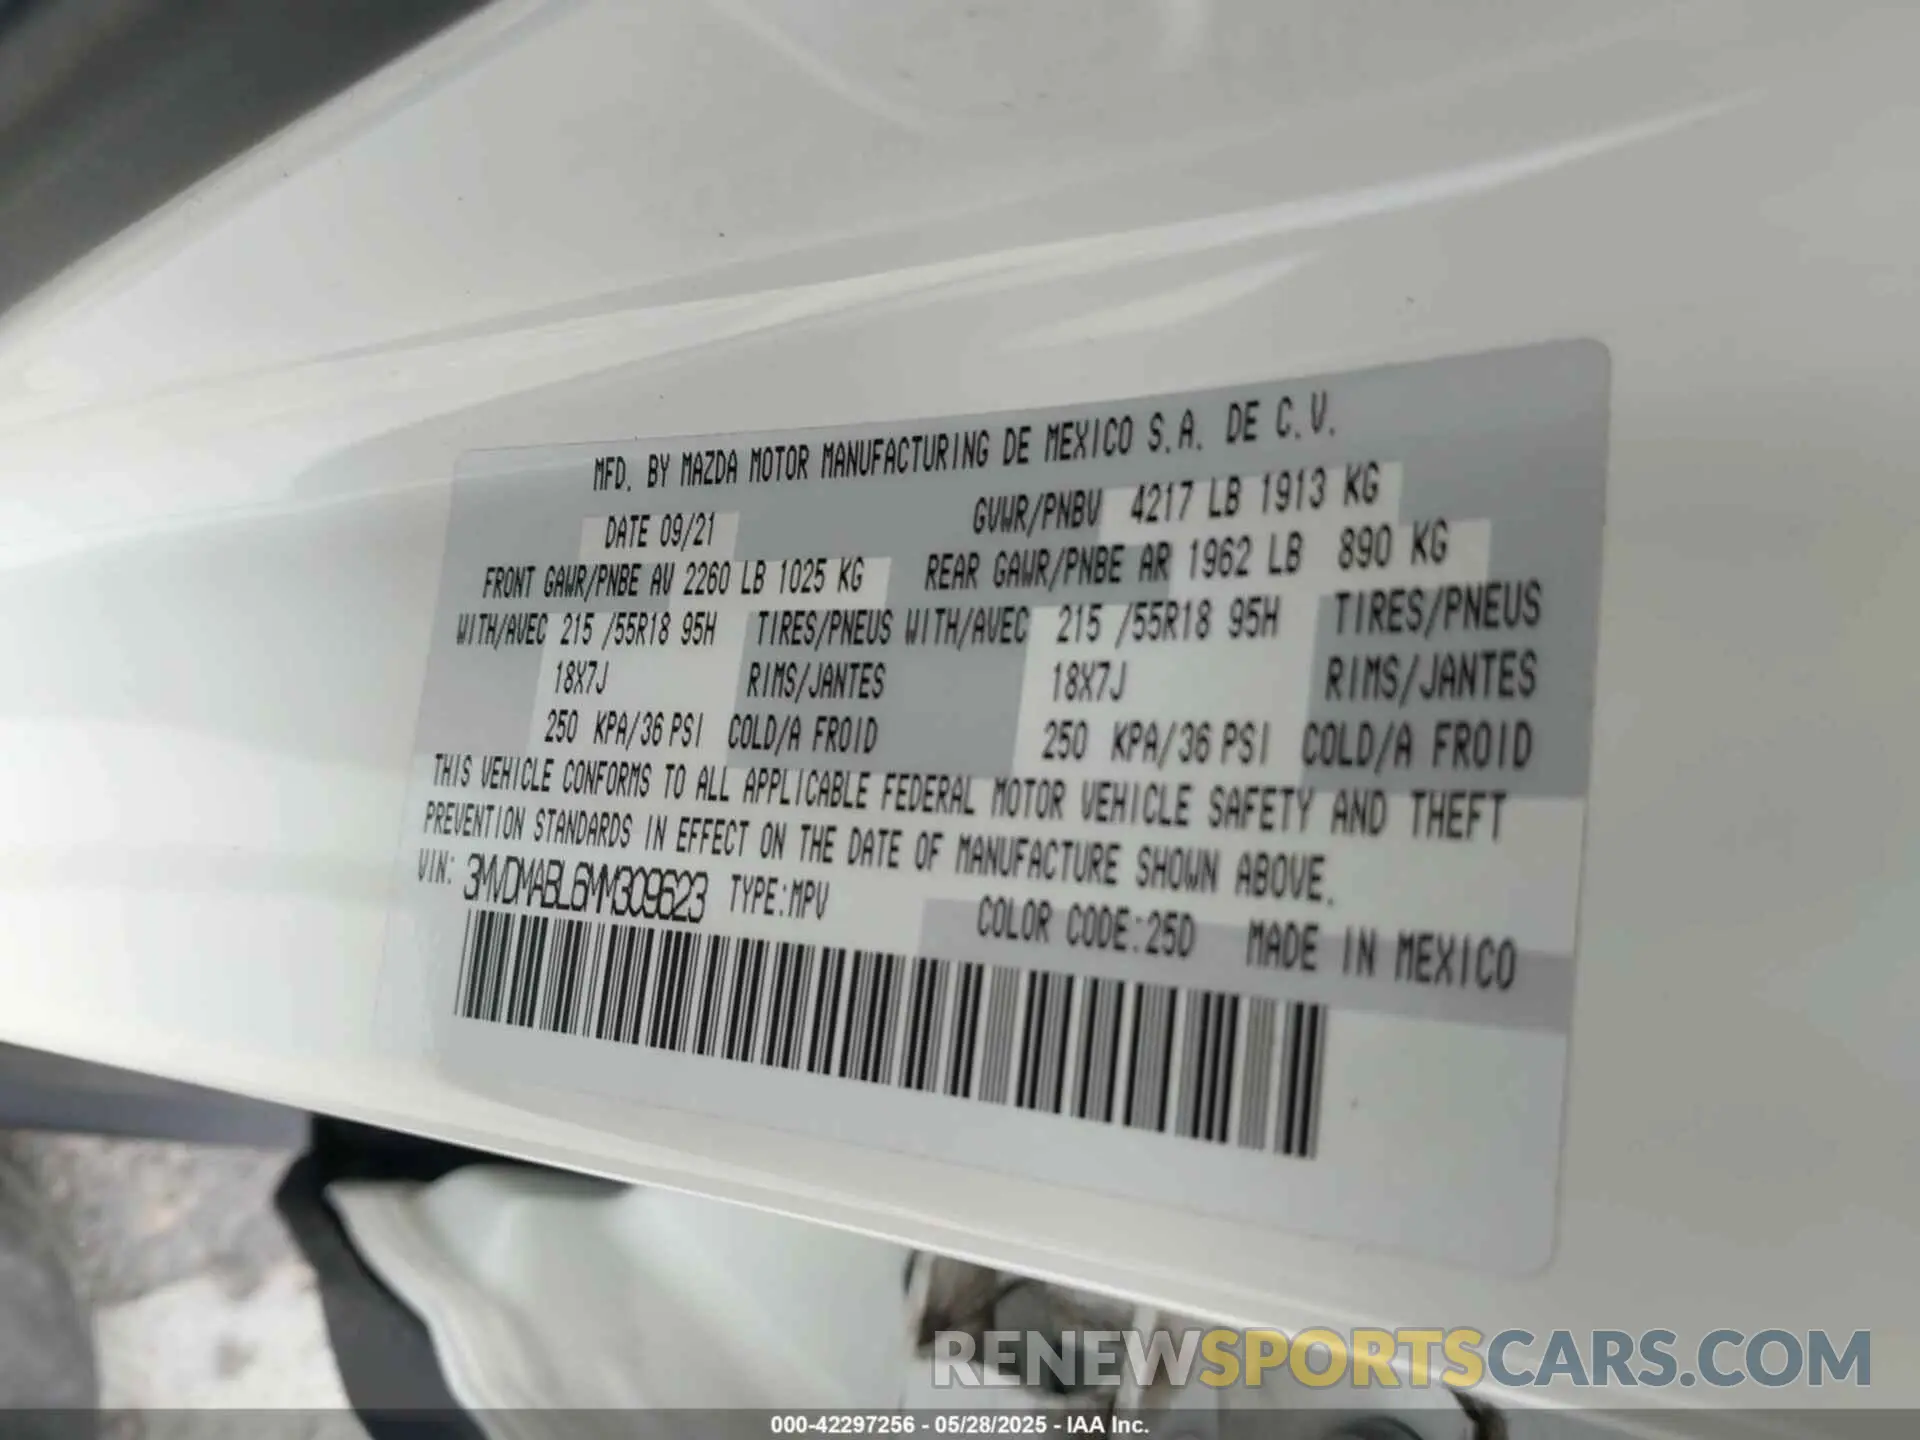 MFD. BY MAZDA MOTOR MANUFACTURING DE MEXICO S.A. DE C.V.
DATE 09/21 GVWR/PNBV 4217 LB 1913 KG
FRONT GAWR/PNBE AV 2260 LB 1025 KG REAR GAWR/PNBE AR 1962 LB 890 KG
WITH/AVEC 215 /55R18 95H TIRES/PNEUS WITH/AVEC 215 /55R18 95H TIRES/PNEUS
18X7J RIMS/JANTES 18X7J RIMS/JANTES
250 KPA/36 PSI COLD/A FROID 250 KPA/36 PSI COLD/A FROID
THIS VEHICLE CONFORMS TO ALL APPLICABLE FEDERAL MOTOR VEHICLE SAFETY AND THEFT
PREVENTION STANDARDS IN EFFECT ON THE DATE OF MANUFACTURE SHOWN ABOVE.
VIN: 3MVDMABL6MM309623 TYPE:MPV COLOR CODE:25D MADE IN MEXICO
RENEWSPORTSCARS.COM
000-42297256 - 05/28/2025 - IAA Inc.